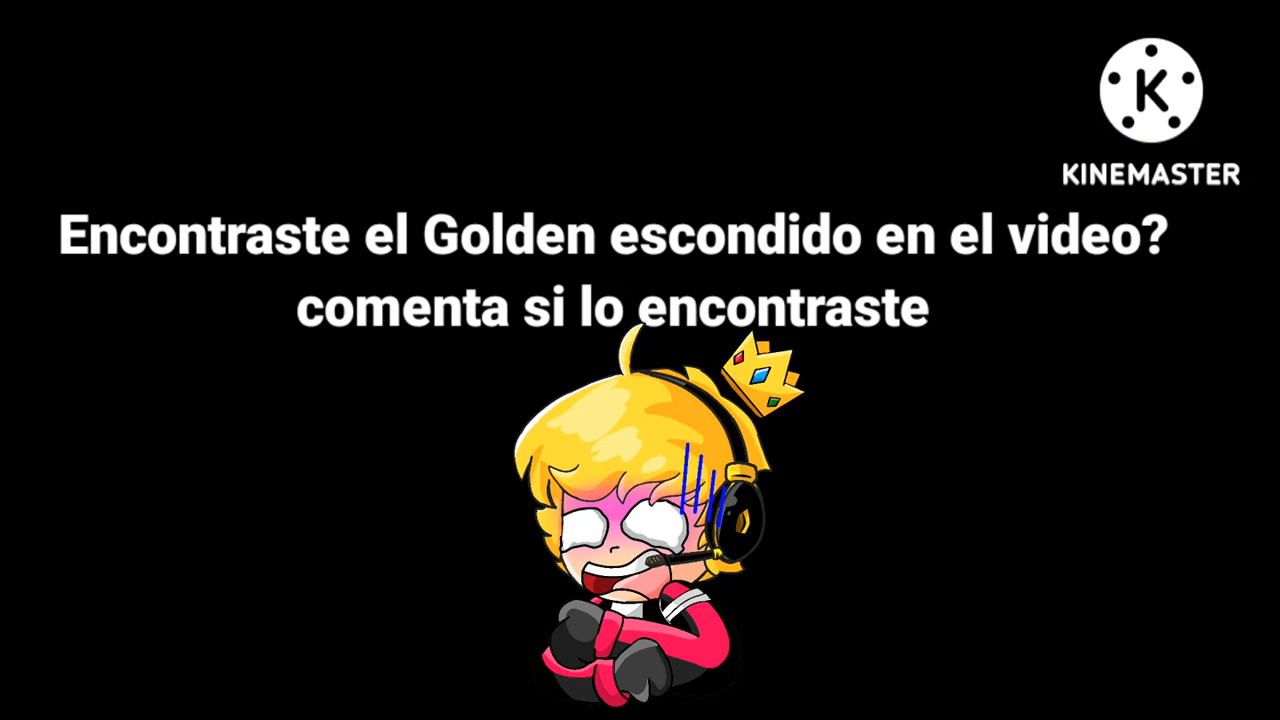 K
KINEMASTER
Encontraste el Golden escondido en el video?
comenta si lo encontraste